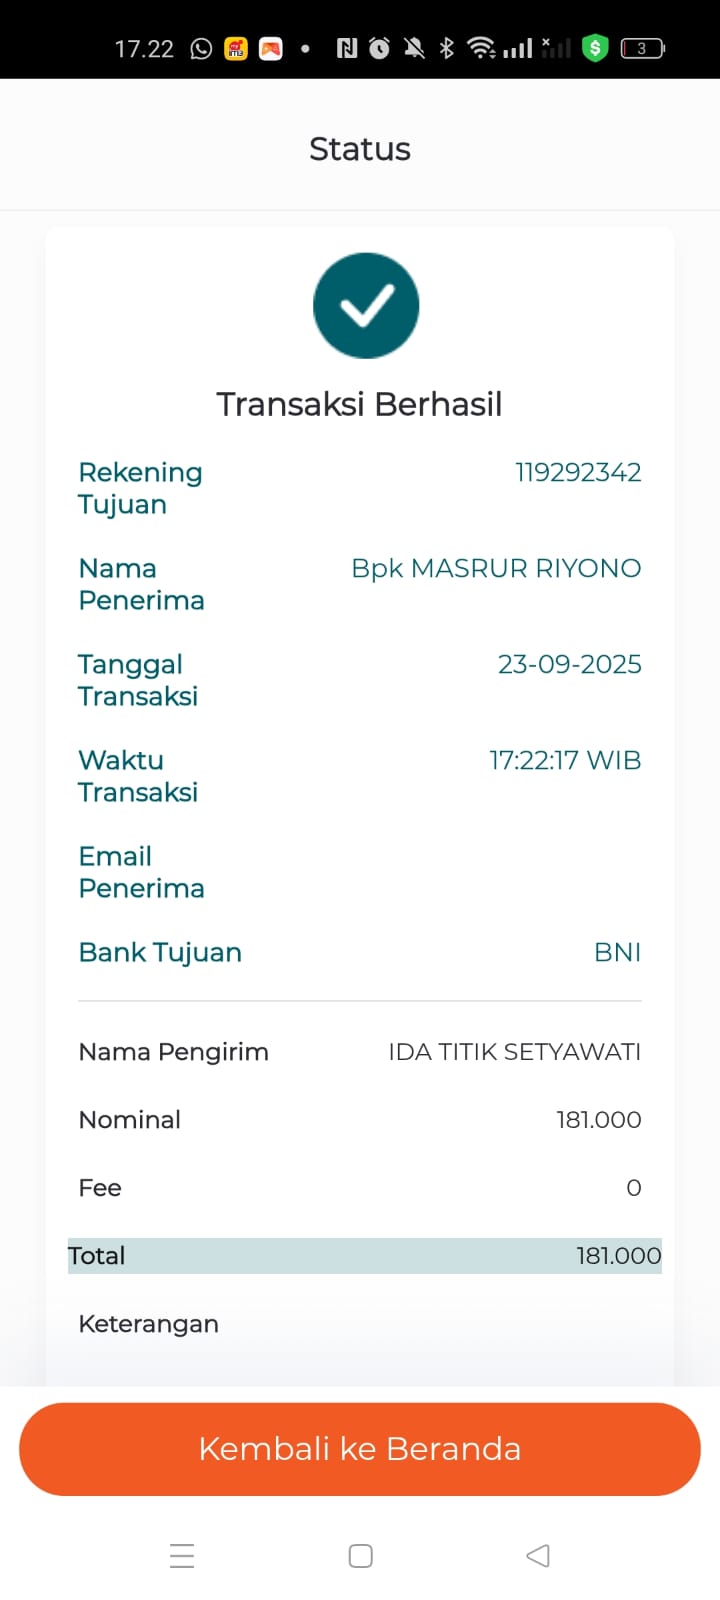 17.22
3
Status
Transaksi Berhasil
Rekening Tujuan 119292342
Nama Penerima Bpk MASRUR RIYONO
Tanggal Transaksi 23-09-2025
Waktu Transaksi 17:22:17 WIB
Email Penerima
Bank Tujuan BNI
Nama Pengirim IDA TITIK SETYAWATI
Nominal 181.000
Fee 0
Total 181.000
Keterangan
Kembali ke Beranda